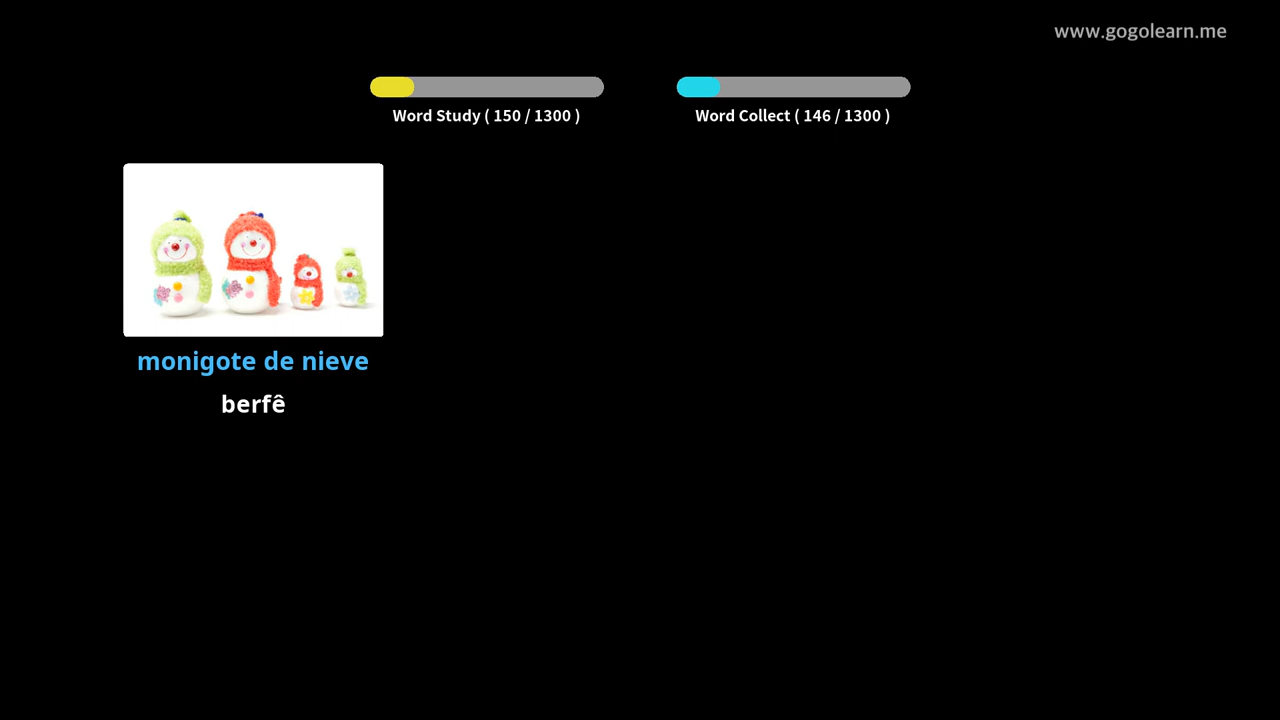 www.gogolearn.me
Word Study ( 150 / 1300 )
Word Collect ( 146 / 1300 )
monigote de nieve
berfê